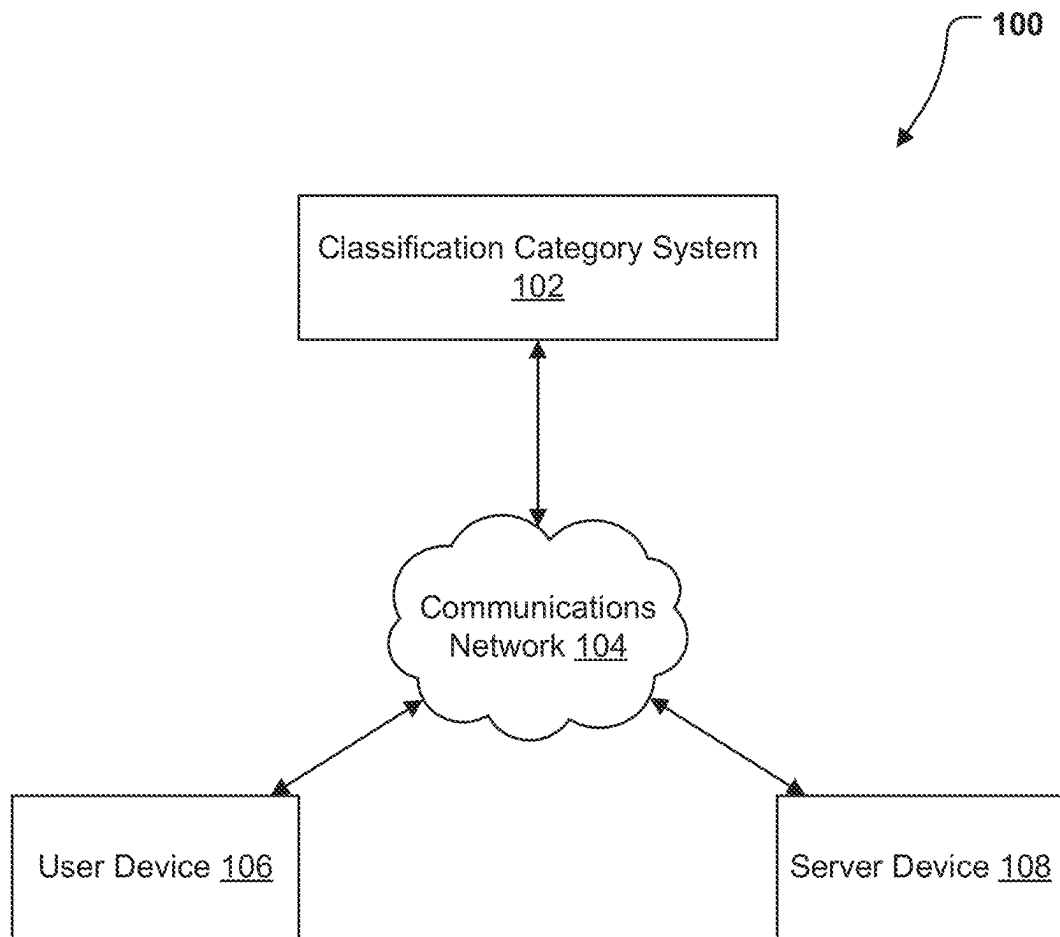 100
Classification Category System
102
Communications
Network 104
User Device 106
Server Device 108